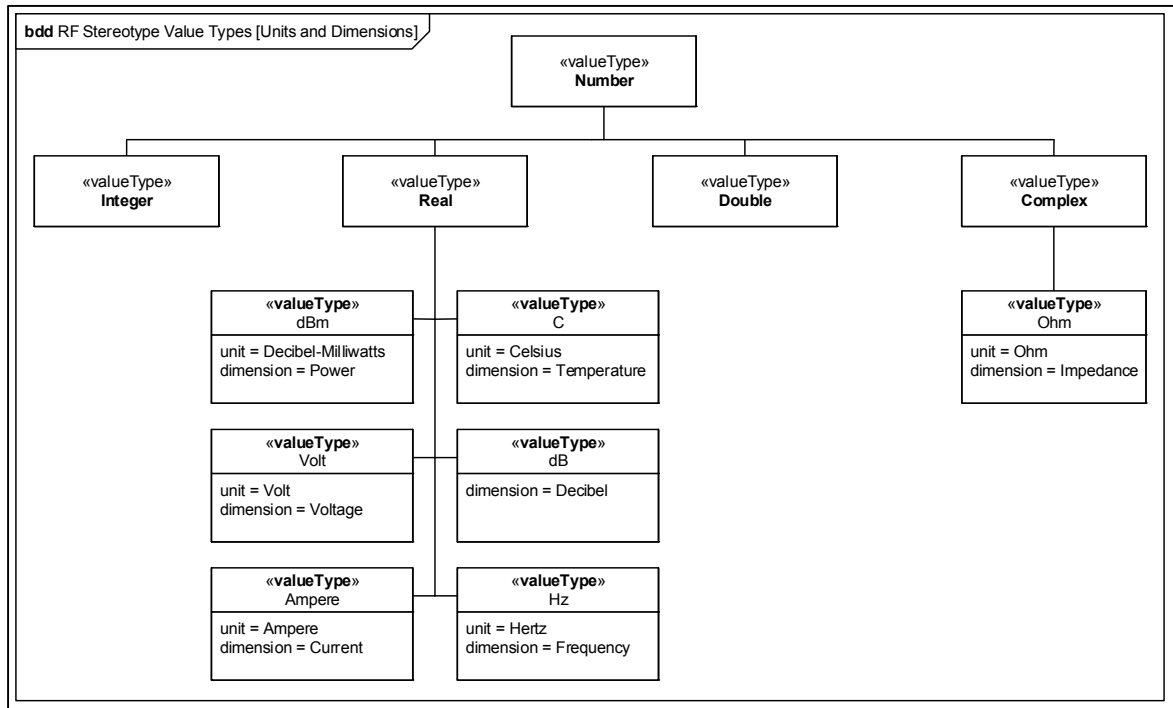 bdd RF Stereotype Value Types [Units and Dimensions]
«valueType»
Number
«valueType»
Integer
«valueType»
Real
«valueType»
Double
«valueType»
Complex
«valueType»
dBm
unit = Decibel-Milliwatts
dimension = Power
«valueType»
C
unit = Celsius
dimension = Temperature
«valueType»
Ohm
unit = Ohm
dimension = Impedance
«valueType»
Volt
unit = Volt
dimension = Voltage
«valueType»
dB
dimension = Decibel
«valueType»
Ampere
unit = Ampere
dimension = Current
«valueType»
Hz
unit = Hertz
dimension = Frequency